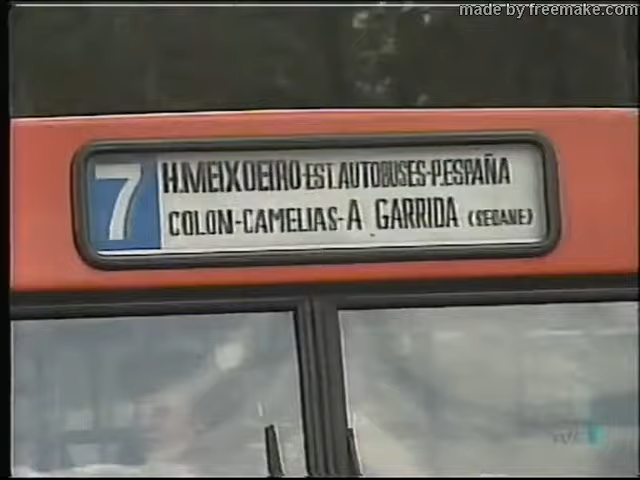 made by freemake.com
7
H.MEIXOEIRO-EST.AUTOBUSES-P.ESPAÑA
COLON-CAMELIAS-A GARRIDA (SEOANE)